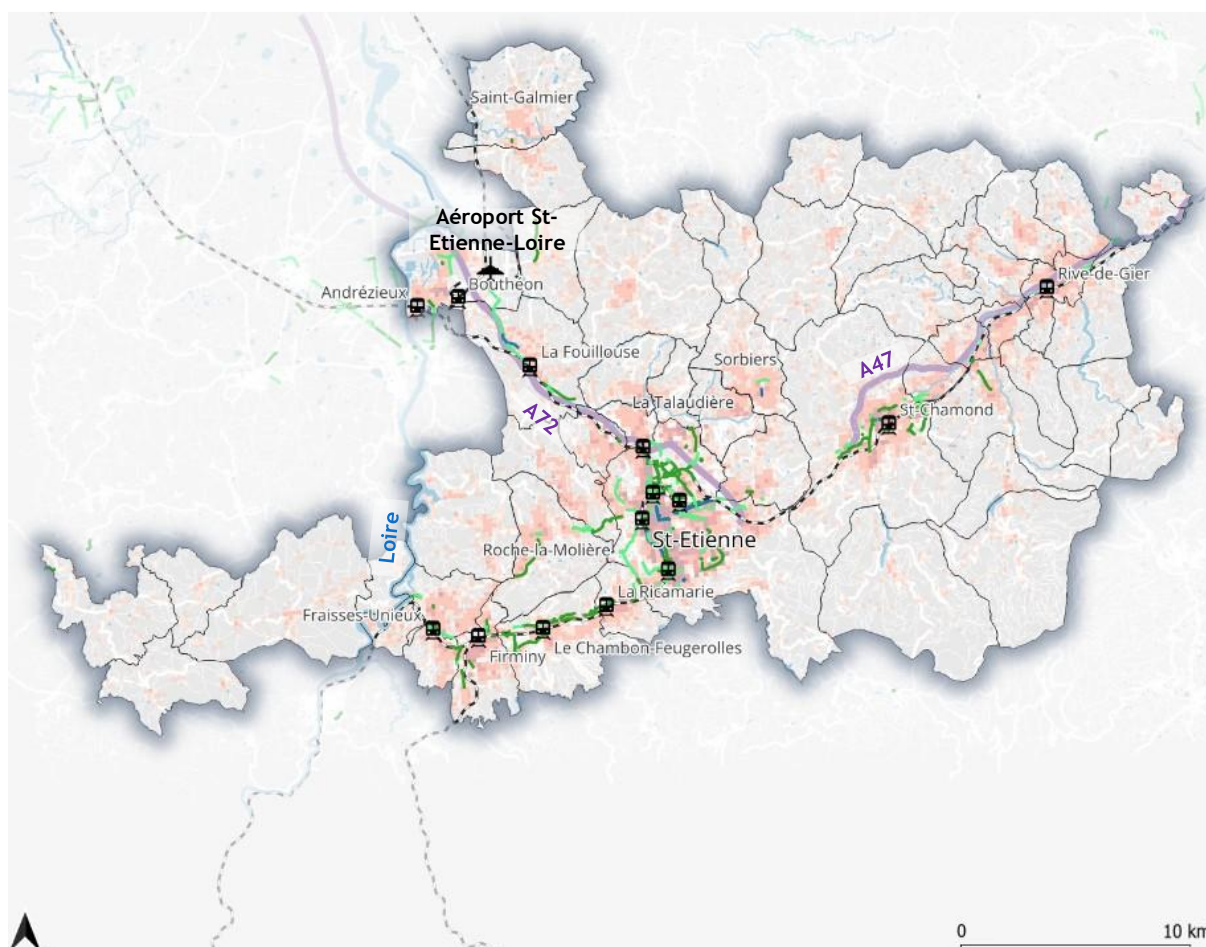 Saint-Galmier
Aéroport St-
Etienne-Loire
Andrézieux
Bouthéon
Rive-de-Gier
La Fouillouse
Sorbiers
A47
La Talaudière
A72
St-Chamond
Loire
St-Etienne
Roche-la-Molière
La Ricamarie
Fraisses-Unieux
Le Chambon-Feugerolles
Firminy
0
10 km